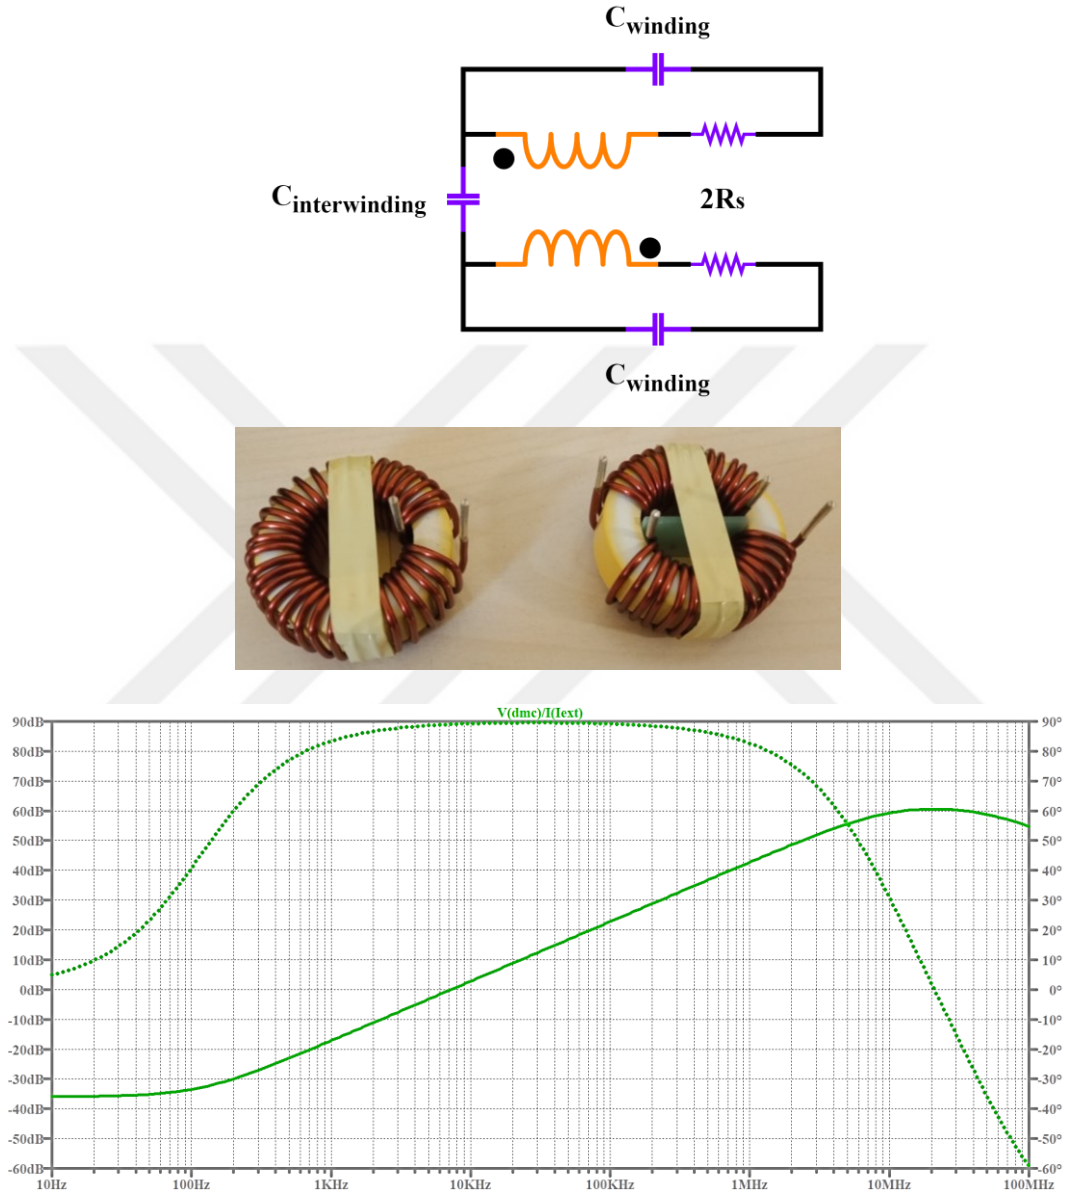 Cwinding
Cinterwinding
2Rs
Cwinding
V(dmc)/I(Iext)
90dB 90°
80dB 80°
70dB 70°
60dB 60°
50dB 50°
40dB 40°
30dB 30°
20dB 20°
10dB 10°
0dB 0°
-10dB -10°
-20dB -20°
-30dB -30°
-40dB -40°
-50dB -50°
-60dB -60°
10Hz 100Hz 1KHz 10KHz 100KHz 1MHz 10MHz 100MHz